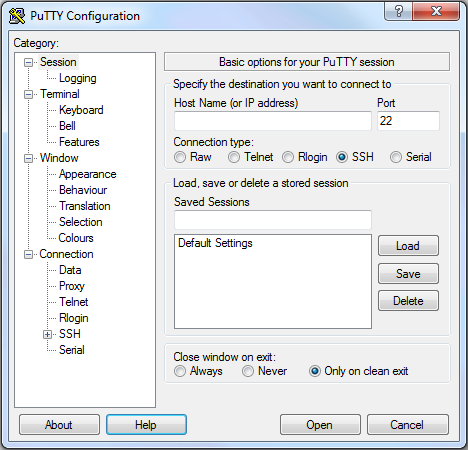 PuTTY Configuration
Category:
Session
Logging
Terminal
Keyboard
Bell
Features
Window
Appearance
Behaviour
Translation
Selection
Colours
Connection
Data
Proxy
Telnet
Rlogin
SSH
Serial
Basic options for your PuTTY session
Specify the destination you want to connect to
Host Name (or IP address) Port
22
Connection type:
Raw Telnet Rlogin SSH Serial
Load, save or delete a stored session
Saved Sessions
Default Settings
Load
Save
Delete
Close window on exit:
Always Never Only on clean exit
About Help Open Cancel